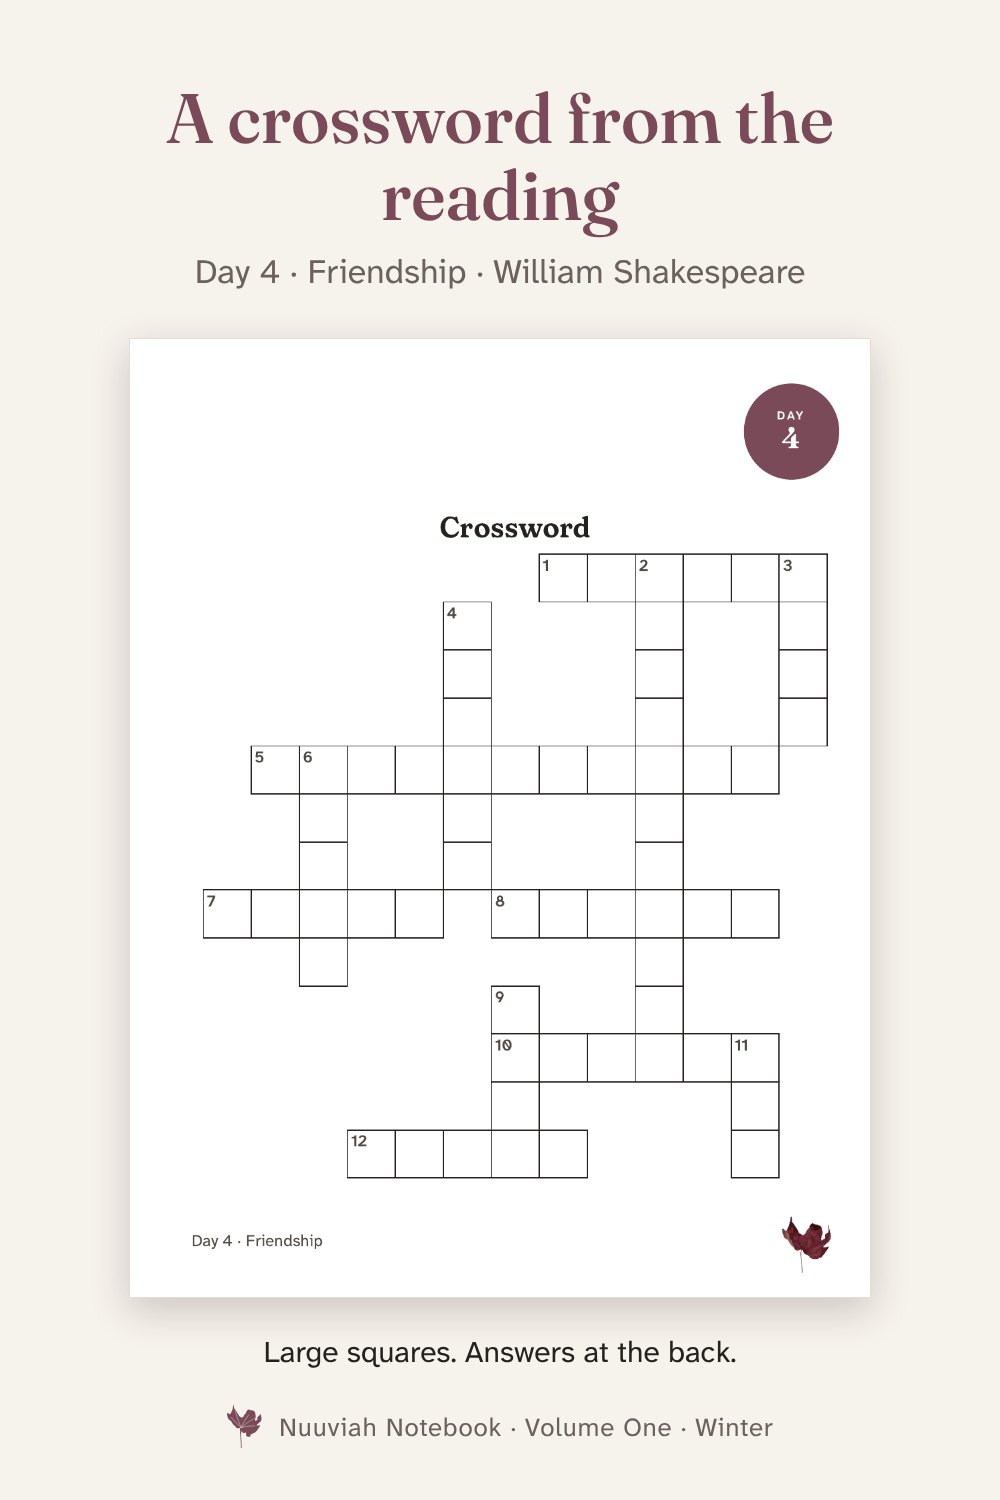 A crossword from the
reading
Day 4 · Friendship · William Shakespeare
DAY
4
Crossword
1 2 3
4
5 6
7 8
9
10 11
12
Day 4 · Friendship
Large squares. Answers at the back.
Nuuviah Notebook · Volume One · Winter